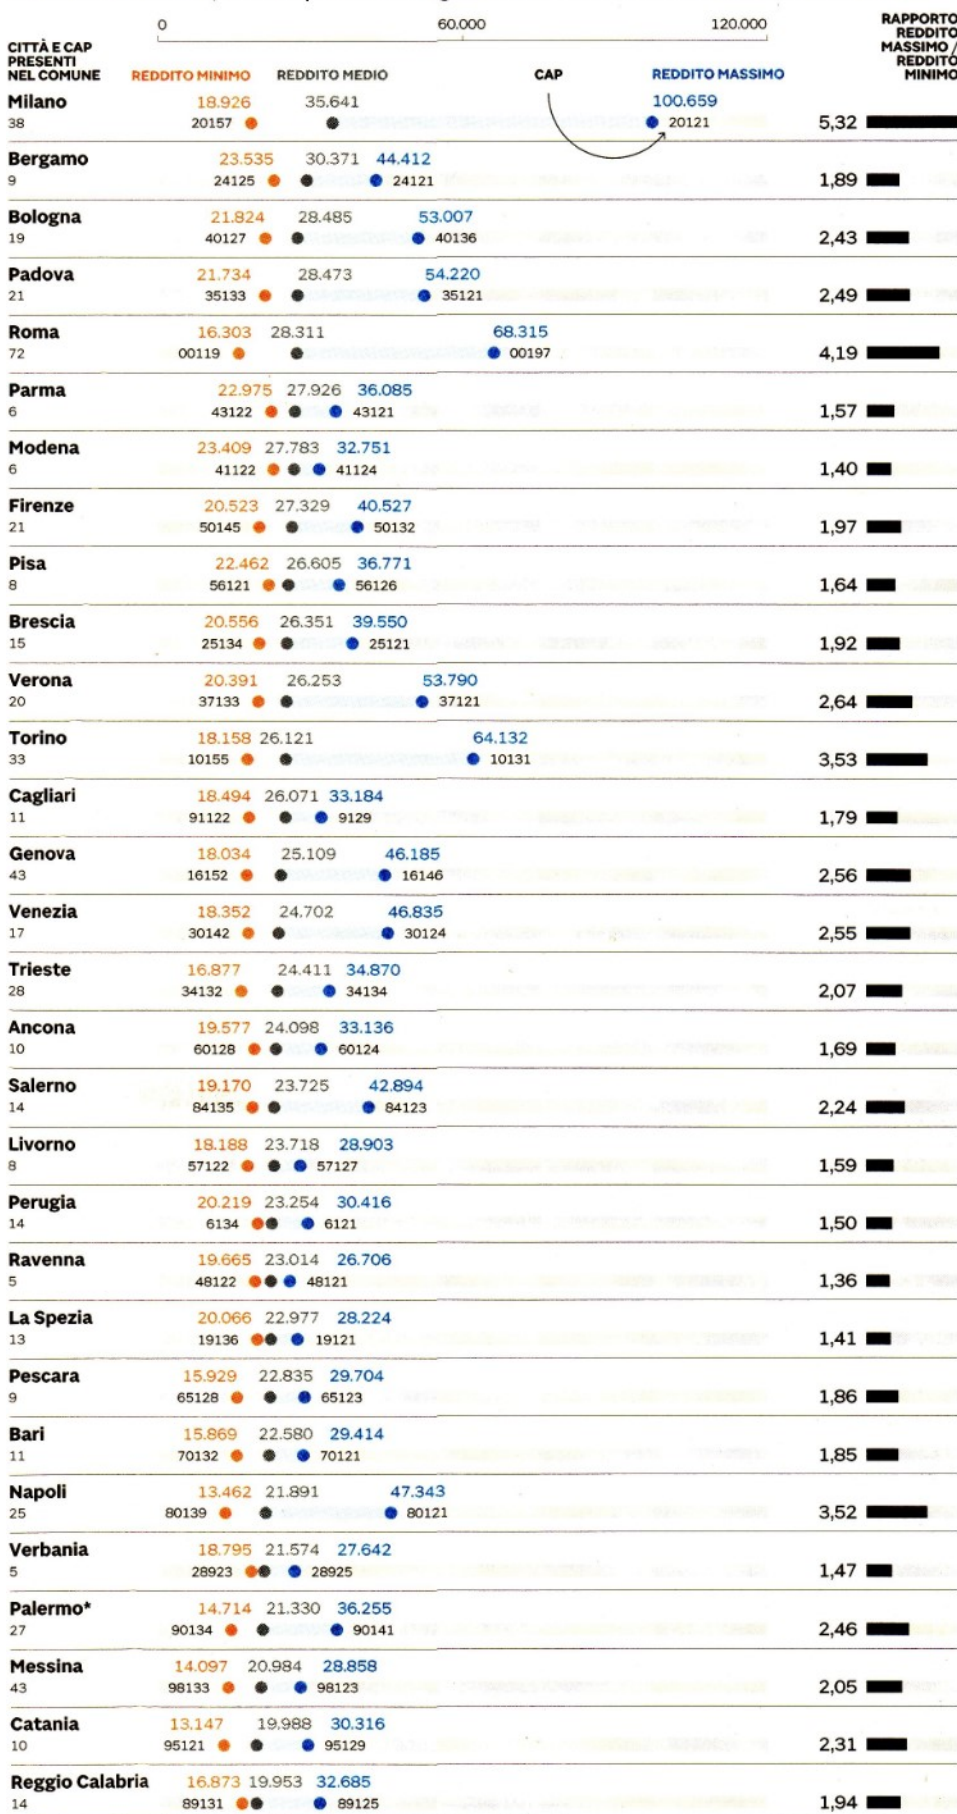 0 60.000 120.000
CITTÀ E CAP PRESENTI NEL COMUNE REDDITO MINIMO REDDITO MEDIO CAP REDDITO MASSIMO RAPPORTO REDDITO MASSIMO / REDDITO MINIMO
Milano 18.926 35.641 100.659
38 20157 20121 5,32
Bergamo 23.535 30.371 44.412
9 24125 24121 1,89
Bologna 21.824 28.485 53.007
19 40127 40136 2,43
Padova 21.734 28.473 54.220
21 35133 35121 2,49
Roma 16.303 28.311 68.315
72 00119 00197 4,19
Parma 22.975 27.926 36.085
6 43122 43121 1,57
Modena 23.409 27.783 32.751
6 41122 41124 1,40
Firenze 20.523 27.329 40.527
21 50145 50132 1,97
Pisa 22.462 26.605 36.771
8 56121 56126 1,64
Brescia 20.556 26.351 39.550
15 25134 25121 1,92
Verona 20.391 26.253 53.790
20 37133 37121 2,64
Torino 18.158 26.121 64.132
33 10155 10131 3,53
Cagliari 18.494 26.071 33.184
11 91122 9129 1,79
Genova 18.034 25.109 46.185
43 16152 16146 2,56
Venezia 18.352 24.702 46.835
17 30142 30124 2,55
Trieste 16.877 24.411 34.870
28 34132 34134 2,07
Ancona 19.577 24.098 33.136
10 60128 60124 1,69
Salerno 19.170 23.725 42.894
14 84135 84123 2,24
Livorno 18.188 23.718 28.903
8 57122 57127 1,59
Perugia 20.219 23.254 30.416
14 6134 6121 1,50
Ravenna 19.665 23.014 26.706
5 48122 48121 1,36
La Spezia 20.066 22.977 28.224
13 19136 19121 1,41
Pescara 15.929 22.835 29.704
9 65128 65123 1,86
Bari 15.869 22.580 29.414
11 70132 70121 1,85
Napoli 13.462 21.891 47.343
25 80139 80121 3,52
Verbania 18.795 21.574 27.642
5 28923 28925 1,47
Palermo* 14.714 21.330 36.255
27 90134 90141 2,46
Messina 14.097 20.984 28.858
43 98133 98123 2,05
Catania 13.147 19.988 30.316
10 95121 95129 2,31
Reggio Calabria 16.873 19.953 32.685
14 89131 89125 1,94